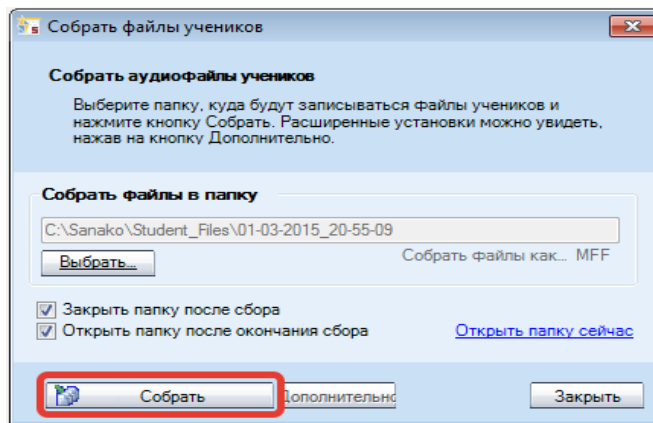 Собрать файлы учеников
Собрать аудиофайлы учеников
Выберите папку, куда будут записываться файлы учеников и
нажмите кнопку Собрать. Расширенные установки можно увидеть,
нажав на кнопку Дополнительно.
Собрать файлы в папку
C:\Sanako\Student_Files\01-03-2015_20-55-09
Выбрать...
Собрать файлы как... MFF
Закрыть папку после сбора
Открыть папку после окончания сбора
Открыть папку сейчас
Собрать
Дополнительно
Закрыть